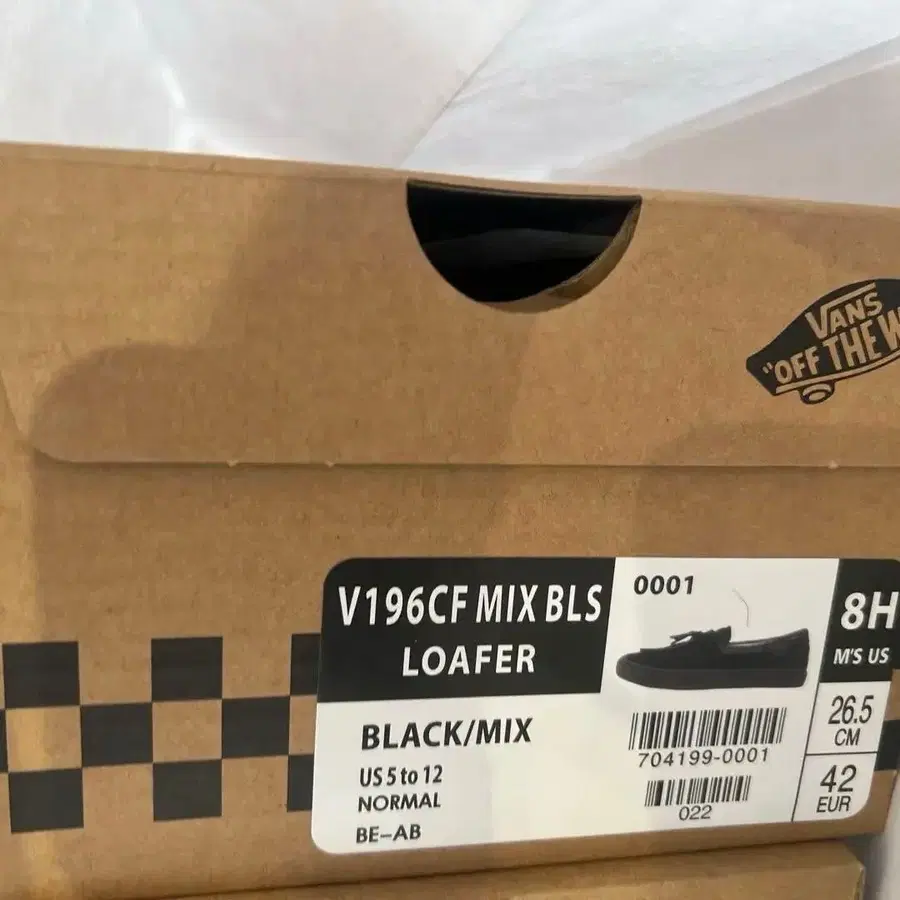 VANS
"OFF THE W
V196CF MIX BLS
LOAFER
0001
8H
M'S US
BLACK/MIX
US 5 to 12
NORMAL
BE-AB
704199-0001
022
26.5
CM
42
EUR